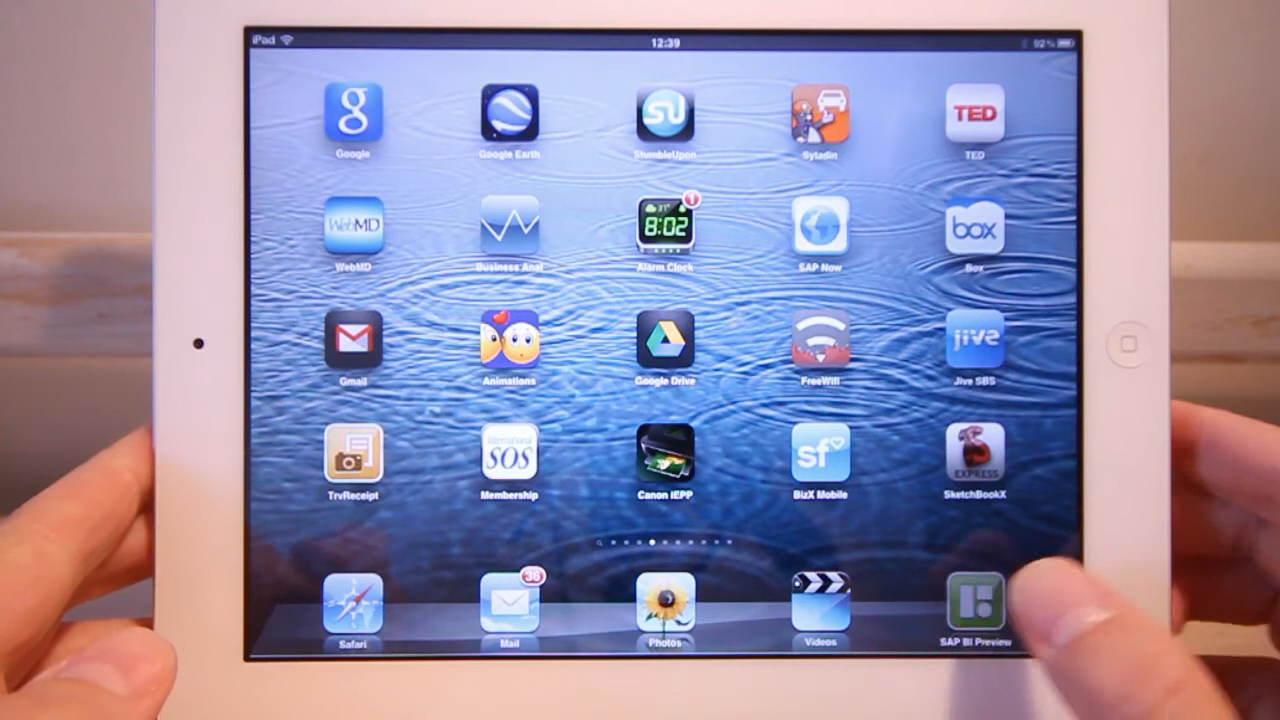 iPad 12:39 92%
g SU TED
Google Google Earth StumbleUpon Sytadin TED
WebMD 31° 8:02 1 box
WebMD Business Anal Alarm Clock SAP Now Box
jive
Gmail Animations Google Drive FreeWifi Jive SBS
International SOS sf EXPRESS
TrvReceipt Membership Canon iEPP BizX Mobile SketchBookX
36
Safari Mail Photos Videos SAP BI Preview